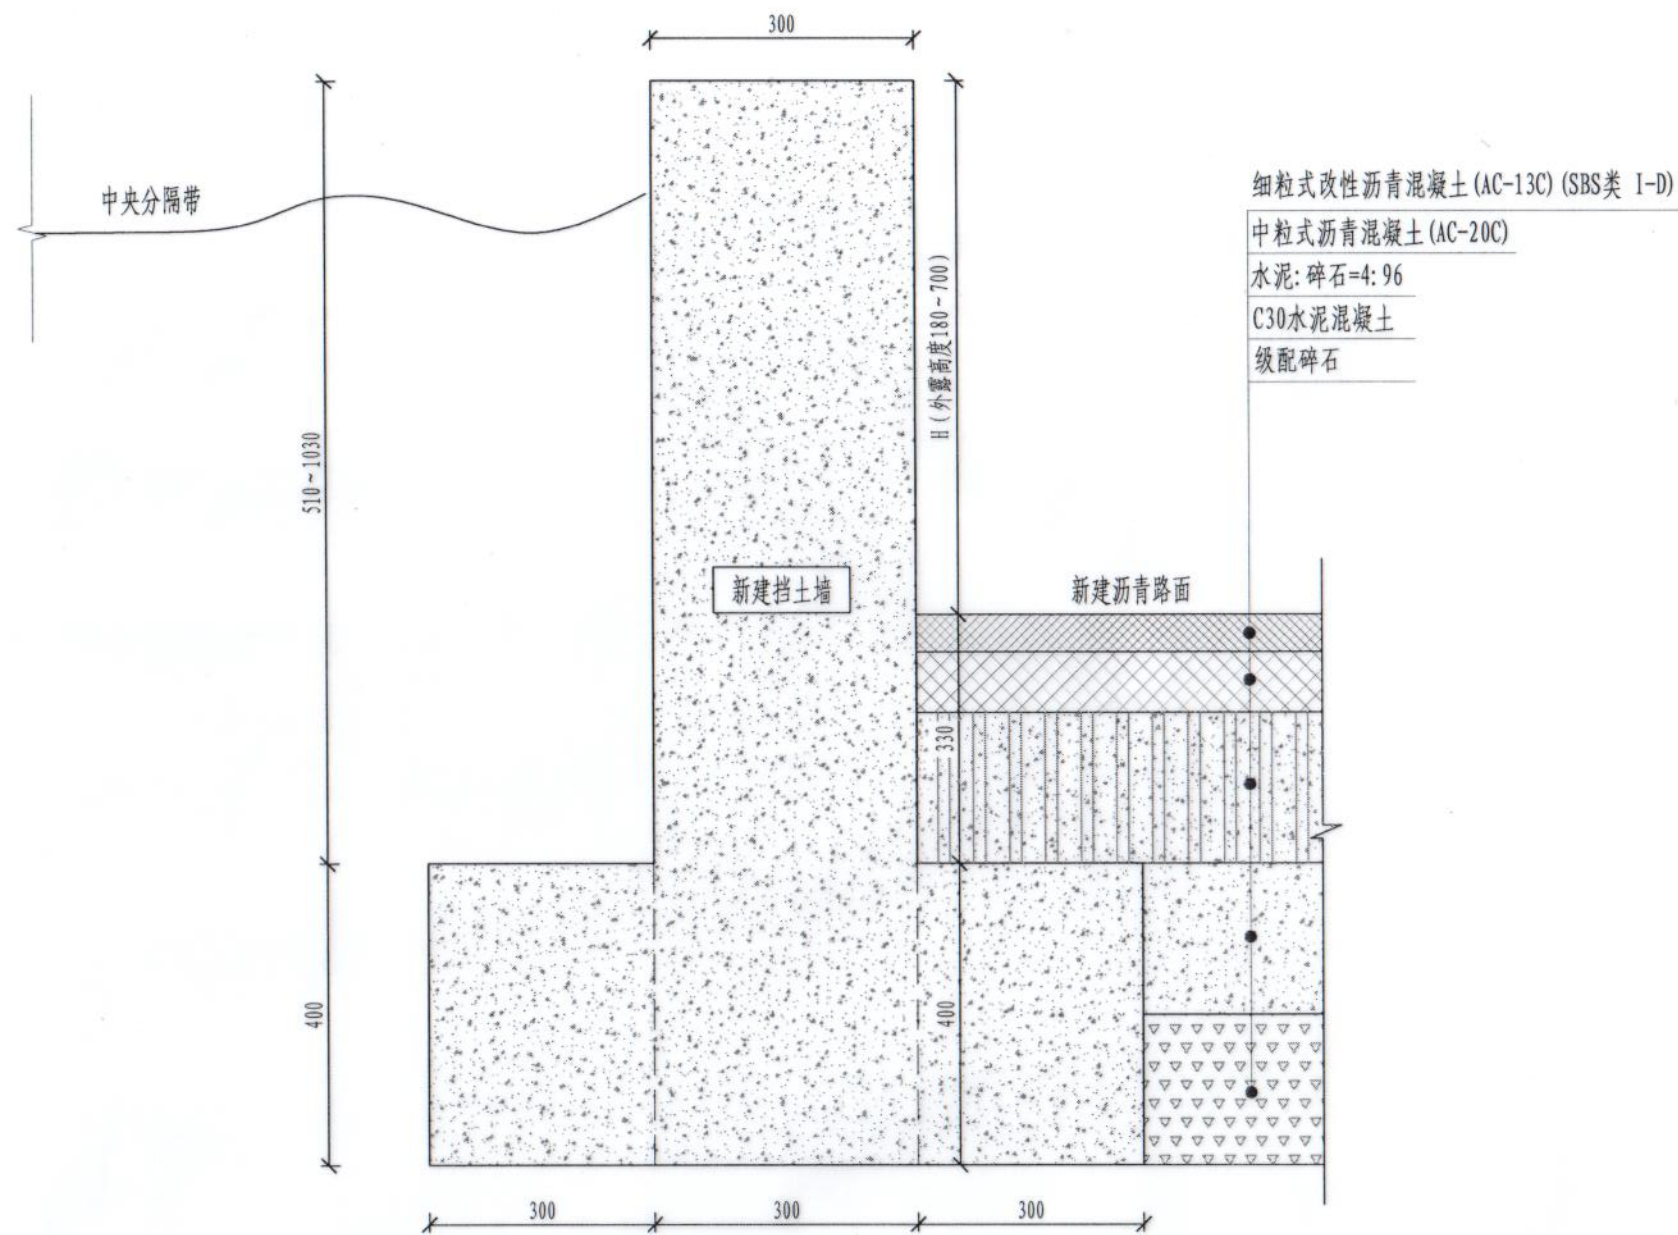 300
中央分隔带
细粒式改性沥青混凝土(AC-13C)(SBS类 I-D)
中粒式沥青混凝土(AC-20C)
水泥:碎石=4:96
C30水泥混凝土
级配碎石
H(外露高度180~700)
510~1030
新建挡土墙
新建沥青路面
330
400
400
300
300
300